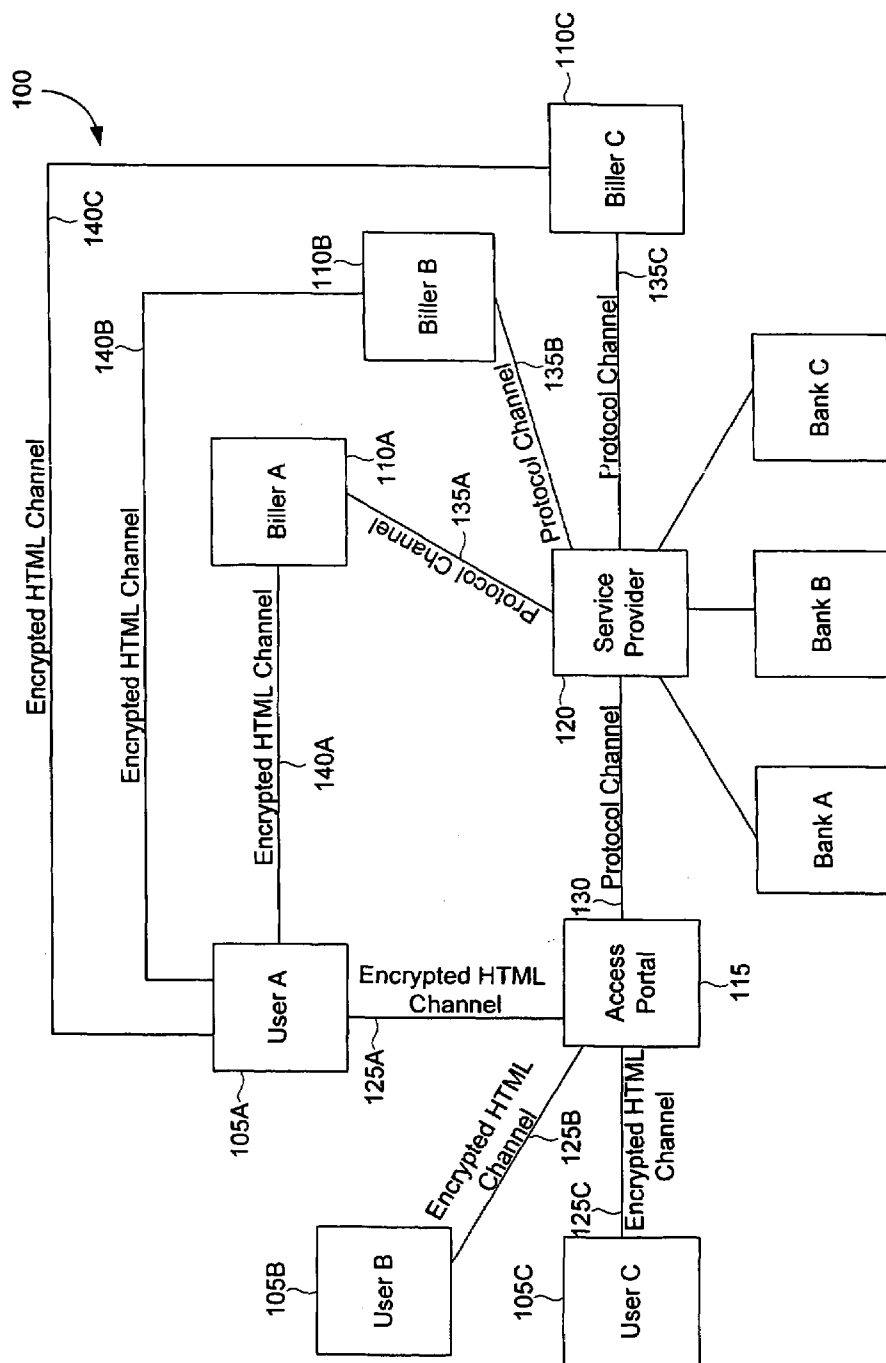 100
Encrypted HTML Channel
140C
Encrypted HTML Channel
140B
110B
Biller B
110C
Biller C
Biller A
110A
Encrypted HTML Channel
140A
User A
105A
Protocol Channel
135A
Protocol Channel
135B
Protocol Channel
135C
Encrypted HTML
Channel
125A
Encrypted HTML
Channel
125B
User B
105B
User C
105C
125C
Encrypted HTML
Channel
Access
Portal
115
130
Protocol Channel
120
Service
Provider
Bank A
Bank B
Bank C